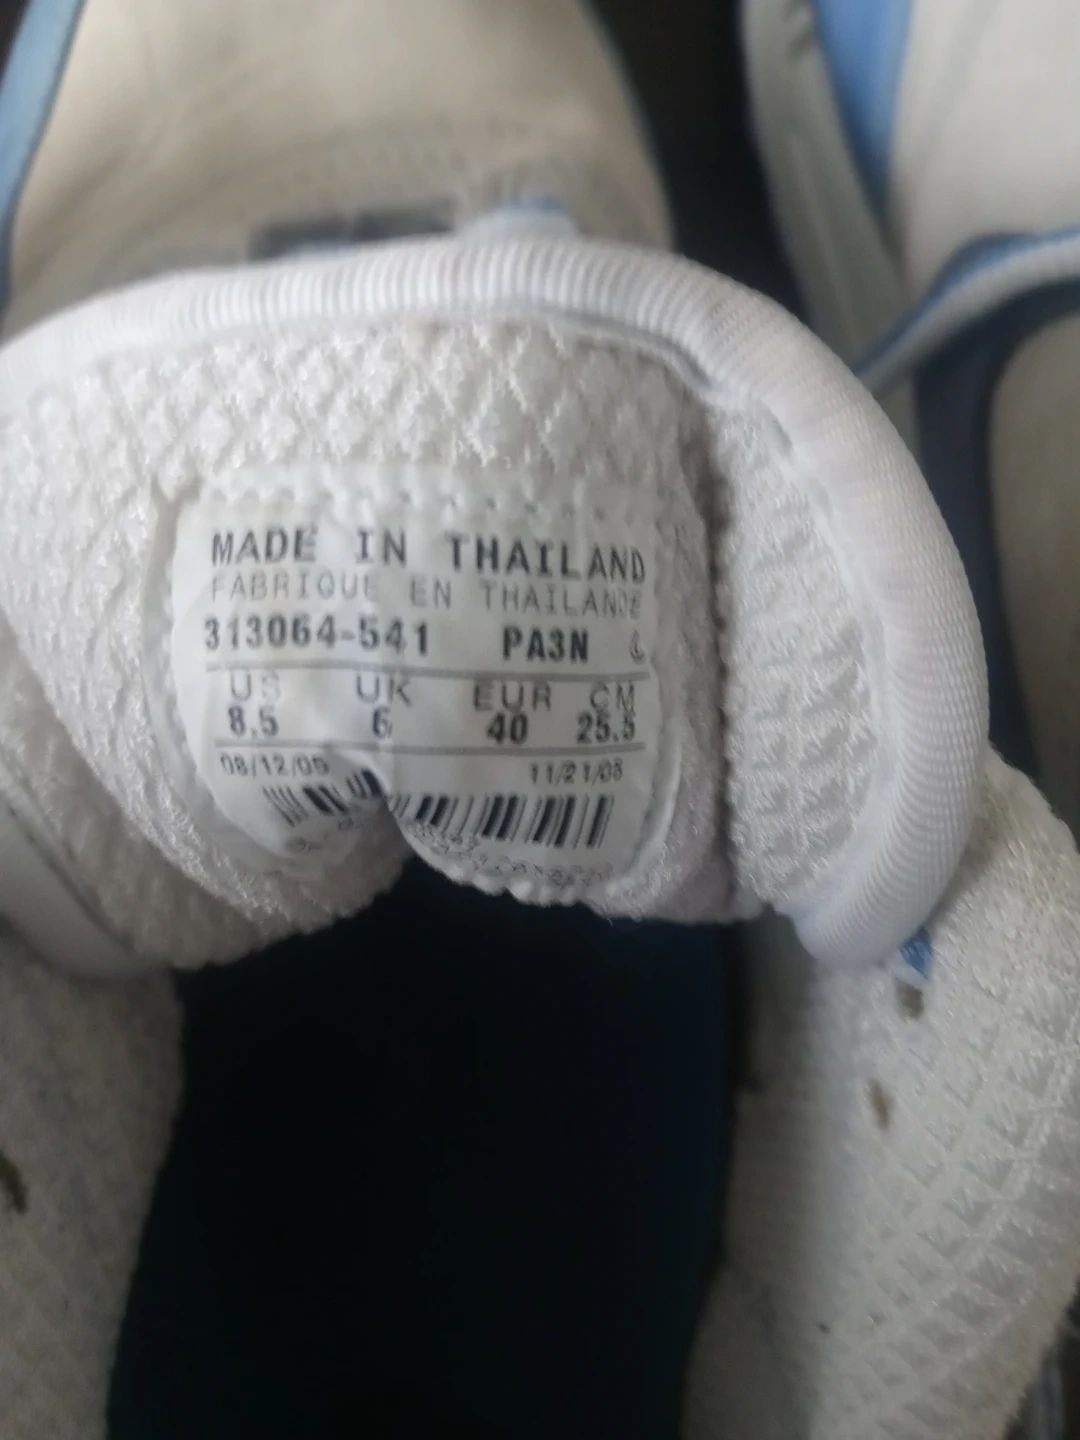 MADE IN THAILAND
FABRIQUE EN THAILANDE
313064-541 PA3N
US UK EUR CM
8.5 6 40 25.5
08/12/05 11/21/05